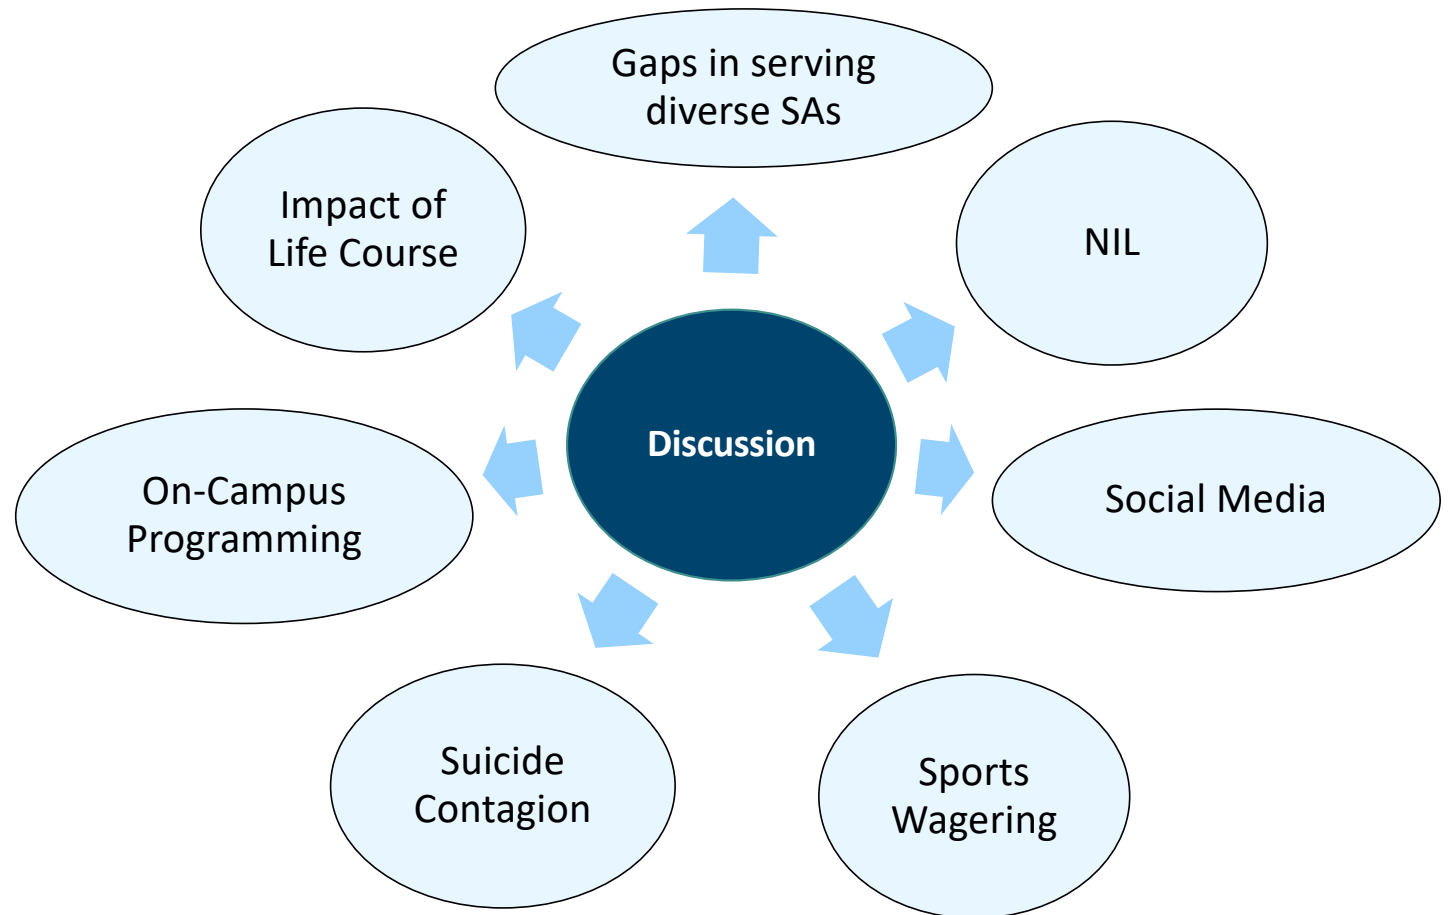 Gaps in serving
diverse SAs
Impact of
Life Course
NIL
Discussion
On-Campus
Programming
Social Media
Suicide
Contagion
Sports
Wagering